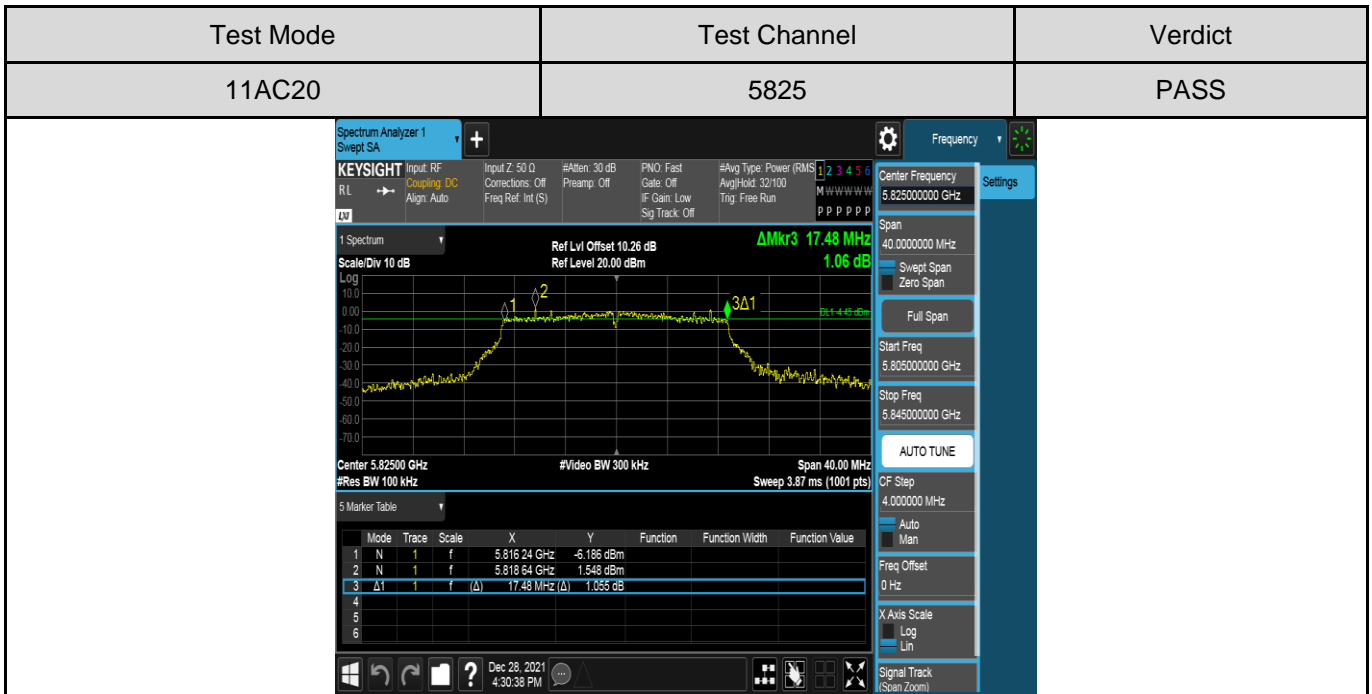 Test Mode Test Channel Verdict
11AC20 5825 PASS
Spectrum Analyzer 1
Swept SA
+
Frequency
KEYSIGHT
RL
LXI
Input: RF
Coupling: DC
Align: Auto
Input Z: 50 Ω
Corrections: Off
Freq Ref: Int (S)
#Atten: 30 dB
Preamp: Off
PNO: Fast
Gate: Off
IF Gain: Low
Sig Track: Off
#Avg Type: Power (RMS
Avg|Hold: 32/100
Trig: Free Run
1 2 3 4 5 6
M W W W W W
P P P P P P
1 Spectrum
Scale/Div 10 dB
Ref Lvl Offset 10.26 dB
Ref Level 20.00 dBm
ΔMkr3 17.48 MHz
1.06 dB
Log
10.0
0.00
-10.0
-20.0
-30.0
-40.0
-50.0
-60.0
-70.0
1
2
3Δ1
DL1 -4.45 dBm
Center 5.82500 GHz #Video BW 300 kHz Span 40.00 MHz
#Res BW 100 kHz Sweep 3.87 ms (1001 pts)
5 Marker Table
Mode Trace Scale X Y Function Function Width Function Value
1 N 1 f 5.816 24 GHz -6.186 dBm
2 N 1 f 5.818 64 GHz 1.548 dBm
3 Δ1 1 f (Δ) 17.48 MHz (Δ) 1.055 dB
4
5
6
?
Dec 28, 2021
4:30:38 PM
Center Frequency
5.825000000 GHz
Settings
Span
40.0000000 MHz
Swept Span
Zero Span
Full Span
Start Freq
5.805000000 GHz
Stop Freq
5.845000000 GHz
AUTO TUNE
CF Step
4.000000 MHz
Auto
Man
Freq Offset
0 Hz
X Axis Scale
Log
Lin
Signal Track
(Span Zoom)